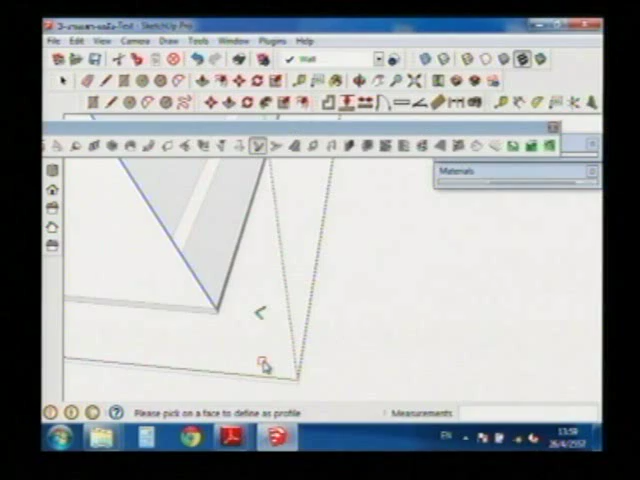 SketchUp Pro
File Edit View Camera Draw Tools Window Plugins Help
Wall
Materials
Please pick on a face to define as profile
Measurements
EN
13:59
26/4/2557